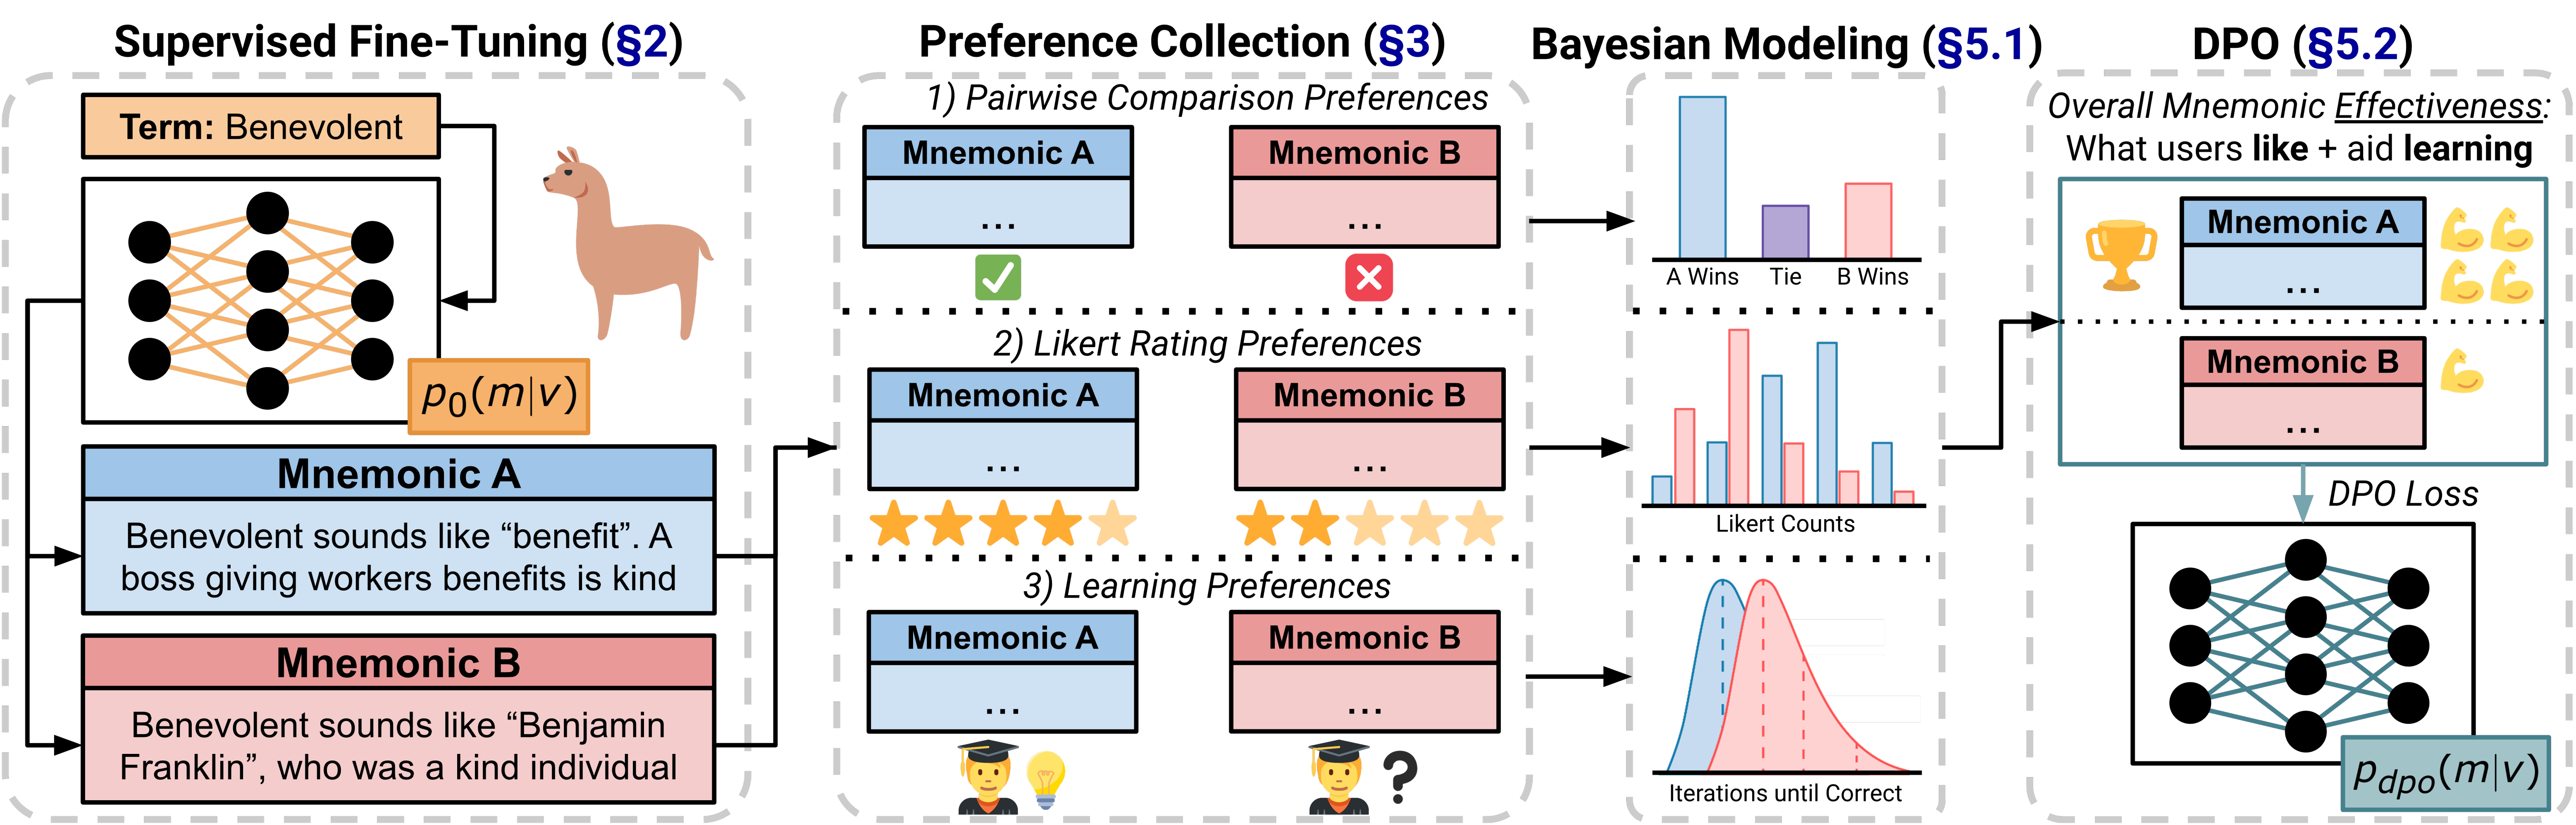 Supervised Fine-Tuning (§2)
Term: Benevolent
p0(m|v)
Mnemonic A
Benevolent sounds like “benefit”. A
boss giving workers benefits is kind
Mnemonic B
Benevolent sounds like “Benjamin
Franklin”, who was a kind individual
Preference Collection (§3)
1) Pairwise Comparison Preferences
Mnemonic A
...
Mnemonic B
...
2) Likert Rating Preferences
Mnemonic A
...
Mnemonic B
...
3) Learning Preferences
Mnemonic A
...
Mnemonic B
...
?
Bayesian Modeling (§5.1)
A Wins
Tie
B Wins
Likert Counts
Iterations until Correct
DPO (§5.2)
Overall Mnemonic Effectiveness:
What users like + aid learning
Mnemonic A
...
Mnemonic B
...
DPO Loss
pdpo(m|v)